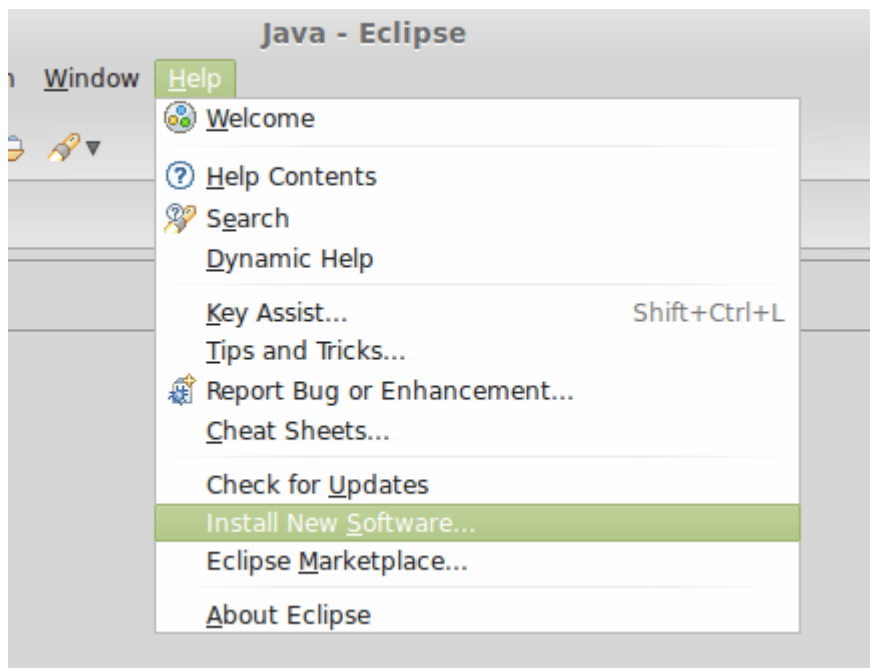 Java - Eclipse
Window Help
Welcome
Help Contents
Search
Dynamic Help
Key Assist... Shift+Ctrl+L
Tips and Tricks...
Report Bug or Enhancement...
Cheat Sheets...
Check for Updates
Install New Software...
Eclipse Marketplace...
About Eclipse